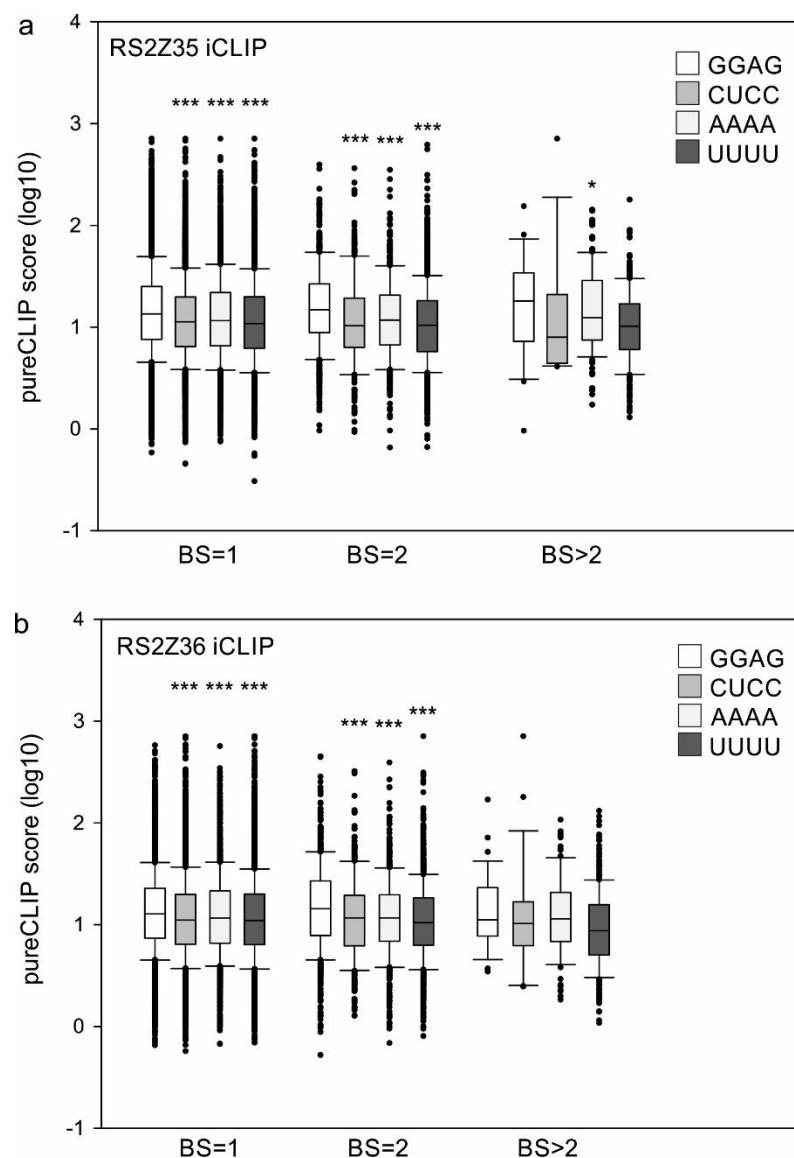 a
RS2Z35 iCLIP
GGAG
CUCC
AAAA
UUUU
*** *** ***
*** *** ***
*
pureCLIP score (log10)
4
3
2
1
0
-1
BS=1 BS=2 BS>2
b
RS2Z36 iCLIP
GGAG
CUCC
AAAA
UUUU
*** *** ***
*** *** ***
pureCLIP score (log10)
4
3
2
1
0
-1
BS=1 BS=2 BS>2